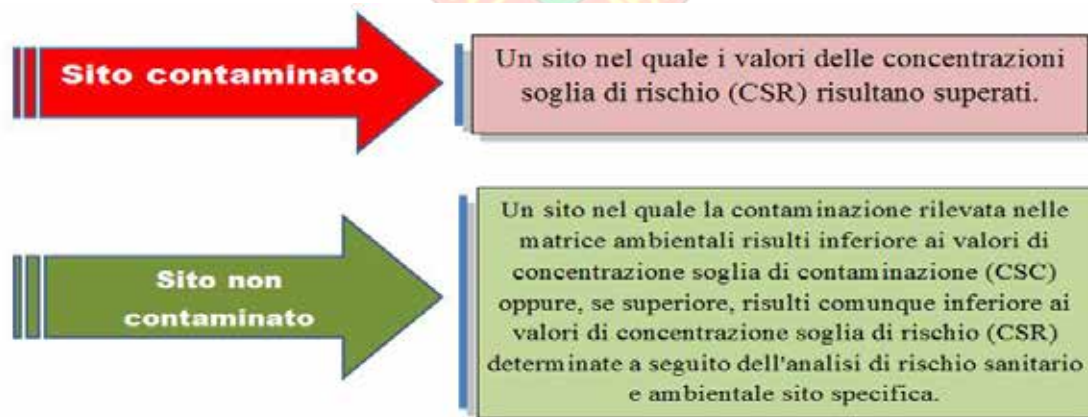 Sito contaminato
Un sito nel quale i valori delle concentrazioni
soglia di rischio (CSR) risultano superati.
Sito non
contaminato
Un sito nel quale la contaminazione rilevata nelle
matrice ambientali risulti inferiore ai valori di
concentrazione soglia di contaminazione (CSC)
oppure, se superiore, risulti comunque inferiore ai
valori di concentrazione soglia di rischio (CSR)
determinate a seguito dell'analisi di rischio sanitario
e ambientale sito specifica.